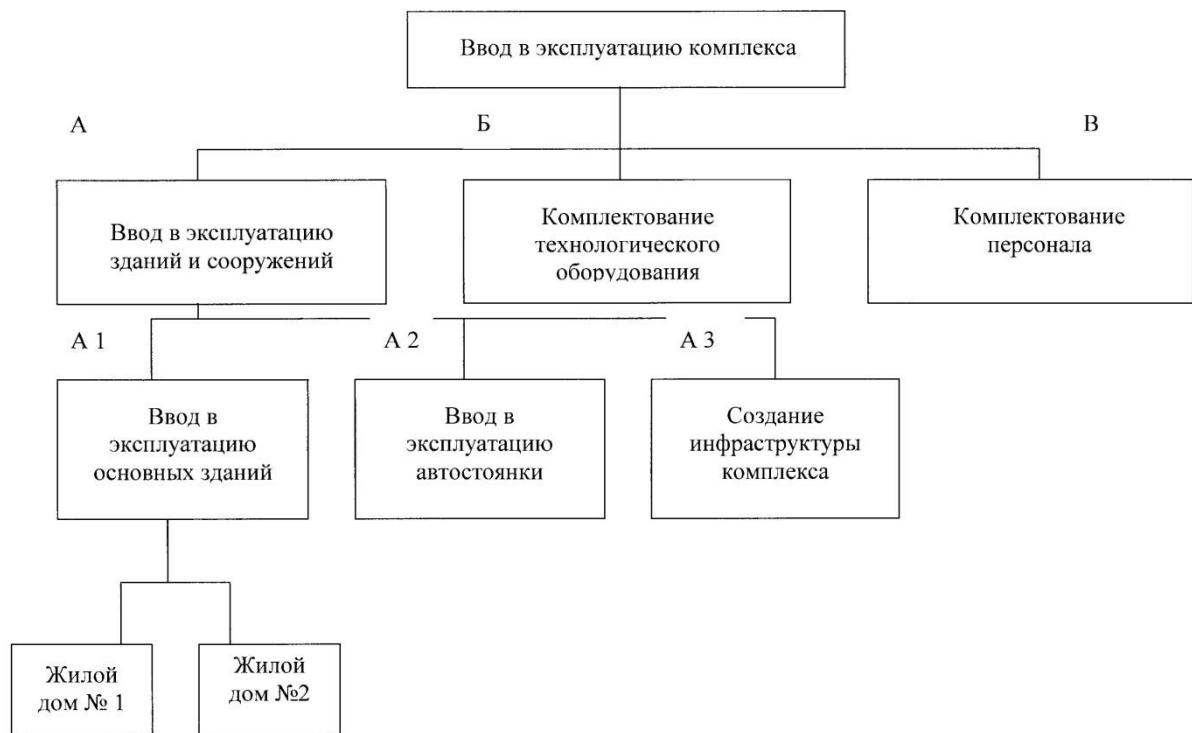 Ввод в эксплуатацию комплекса
А
Б
В
Ввод в эксплуатацию
зданий и сооружений
Комплектование
технологического
оборудования
Комплектование
персонала
А 1
А 2
А 3
Ввод в
эксплуатацию
основных зданий
Ввод в
эксплуатацию
автостоянки
Создание
инфраструктуры
комплекса
Жилой
дом № 1
Жилой
дом №2